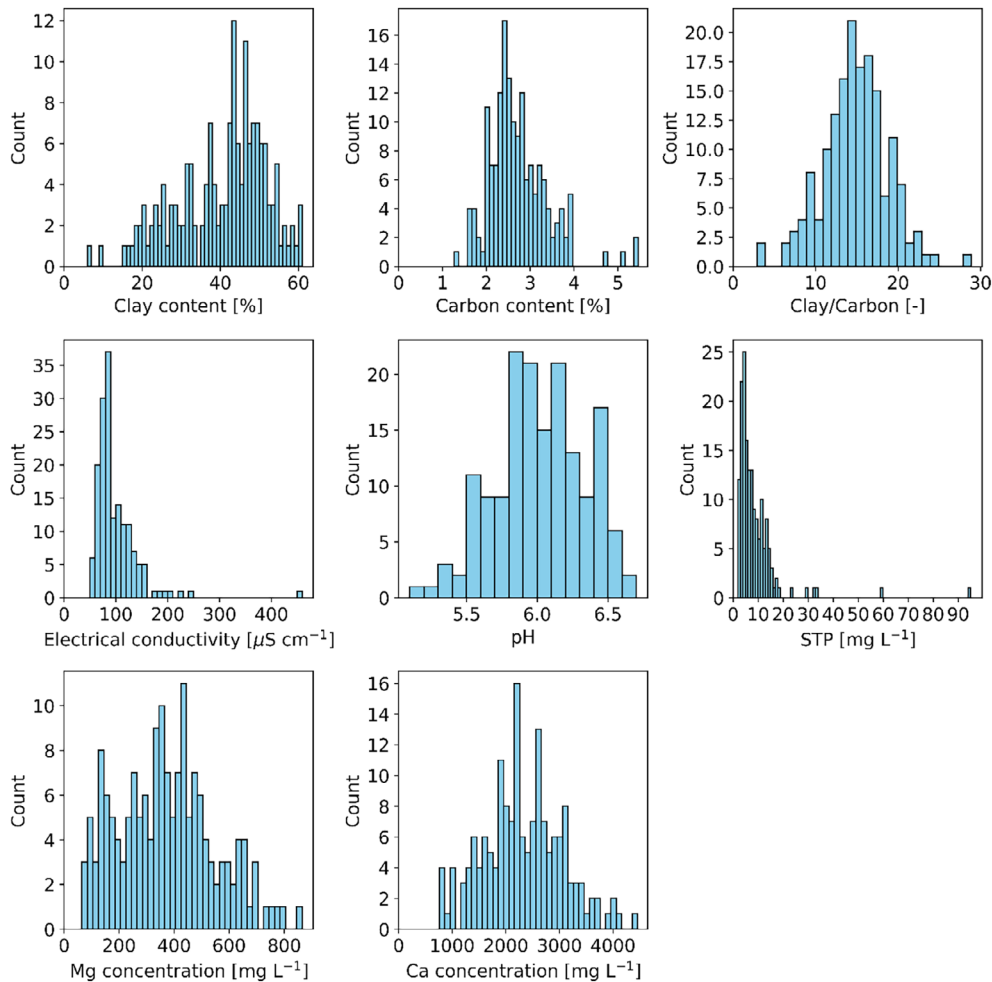 12
10
8
6
4
2
0
Count
0 20 40 60
Clay content [%]
16
14
12
10
8
6
4
2
0
Count
0 1 2 3 4 5
Carbon content [%]
20.0
17.5
15.0
12.5
10.0
7.5
5.0
2.5
0.0
Count
0 10 20 30
Clay/Carbon [-]
35
30
25
20
15
10
5
0
Count
0 100 200 300 400
Electrical conductivity [μS cm⁻¹]
20
15
10
5
0
Count
5.5 6.0 6.5
pH
25
20
15
10
5
0
Count
0 10 20 30 40 50 60 70 80 90
STP [mg L⁻¹]
10
8
6
4
2
0
Count
0 200 400 600 800
Mg concentration [mg L⁻¹]
16
14
12
10
8
6
4
2
0
Count
0 1000 2000 3000 4000
Ca concentration [mg L⁻¹]